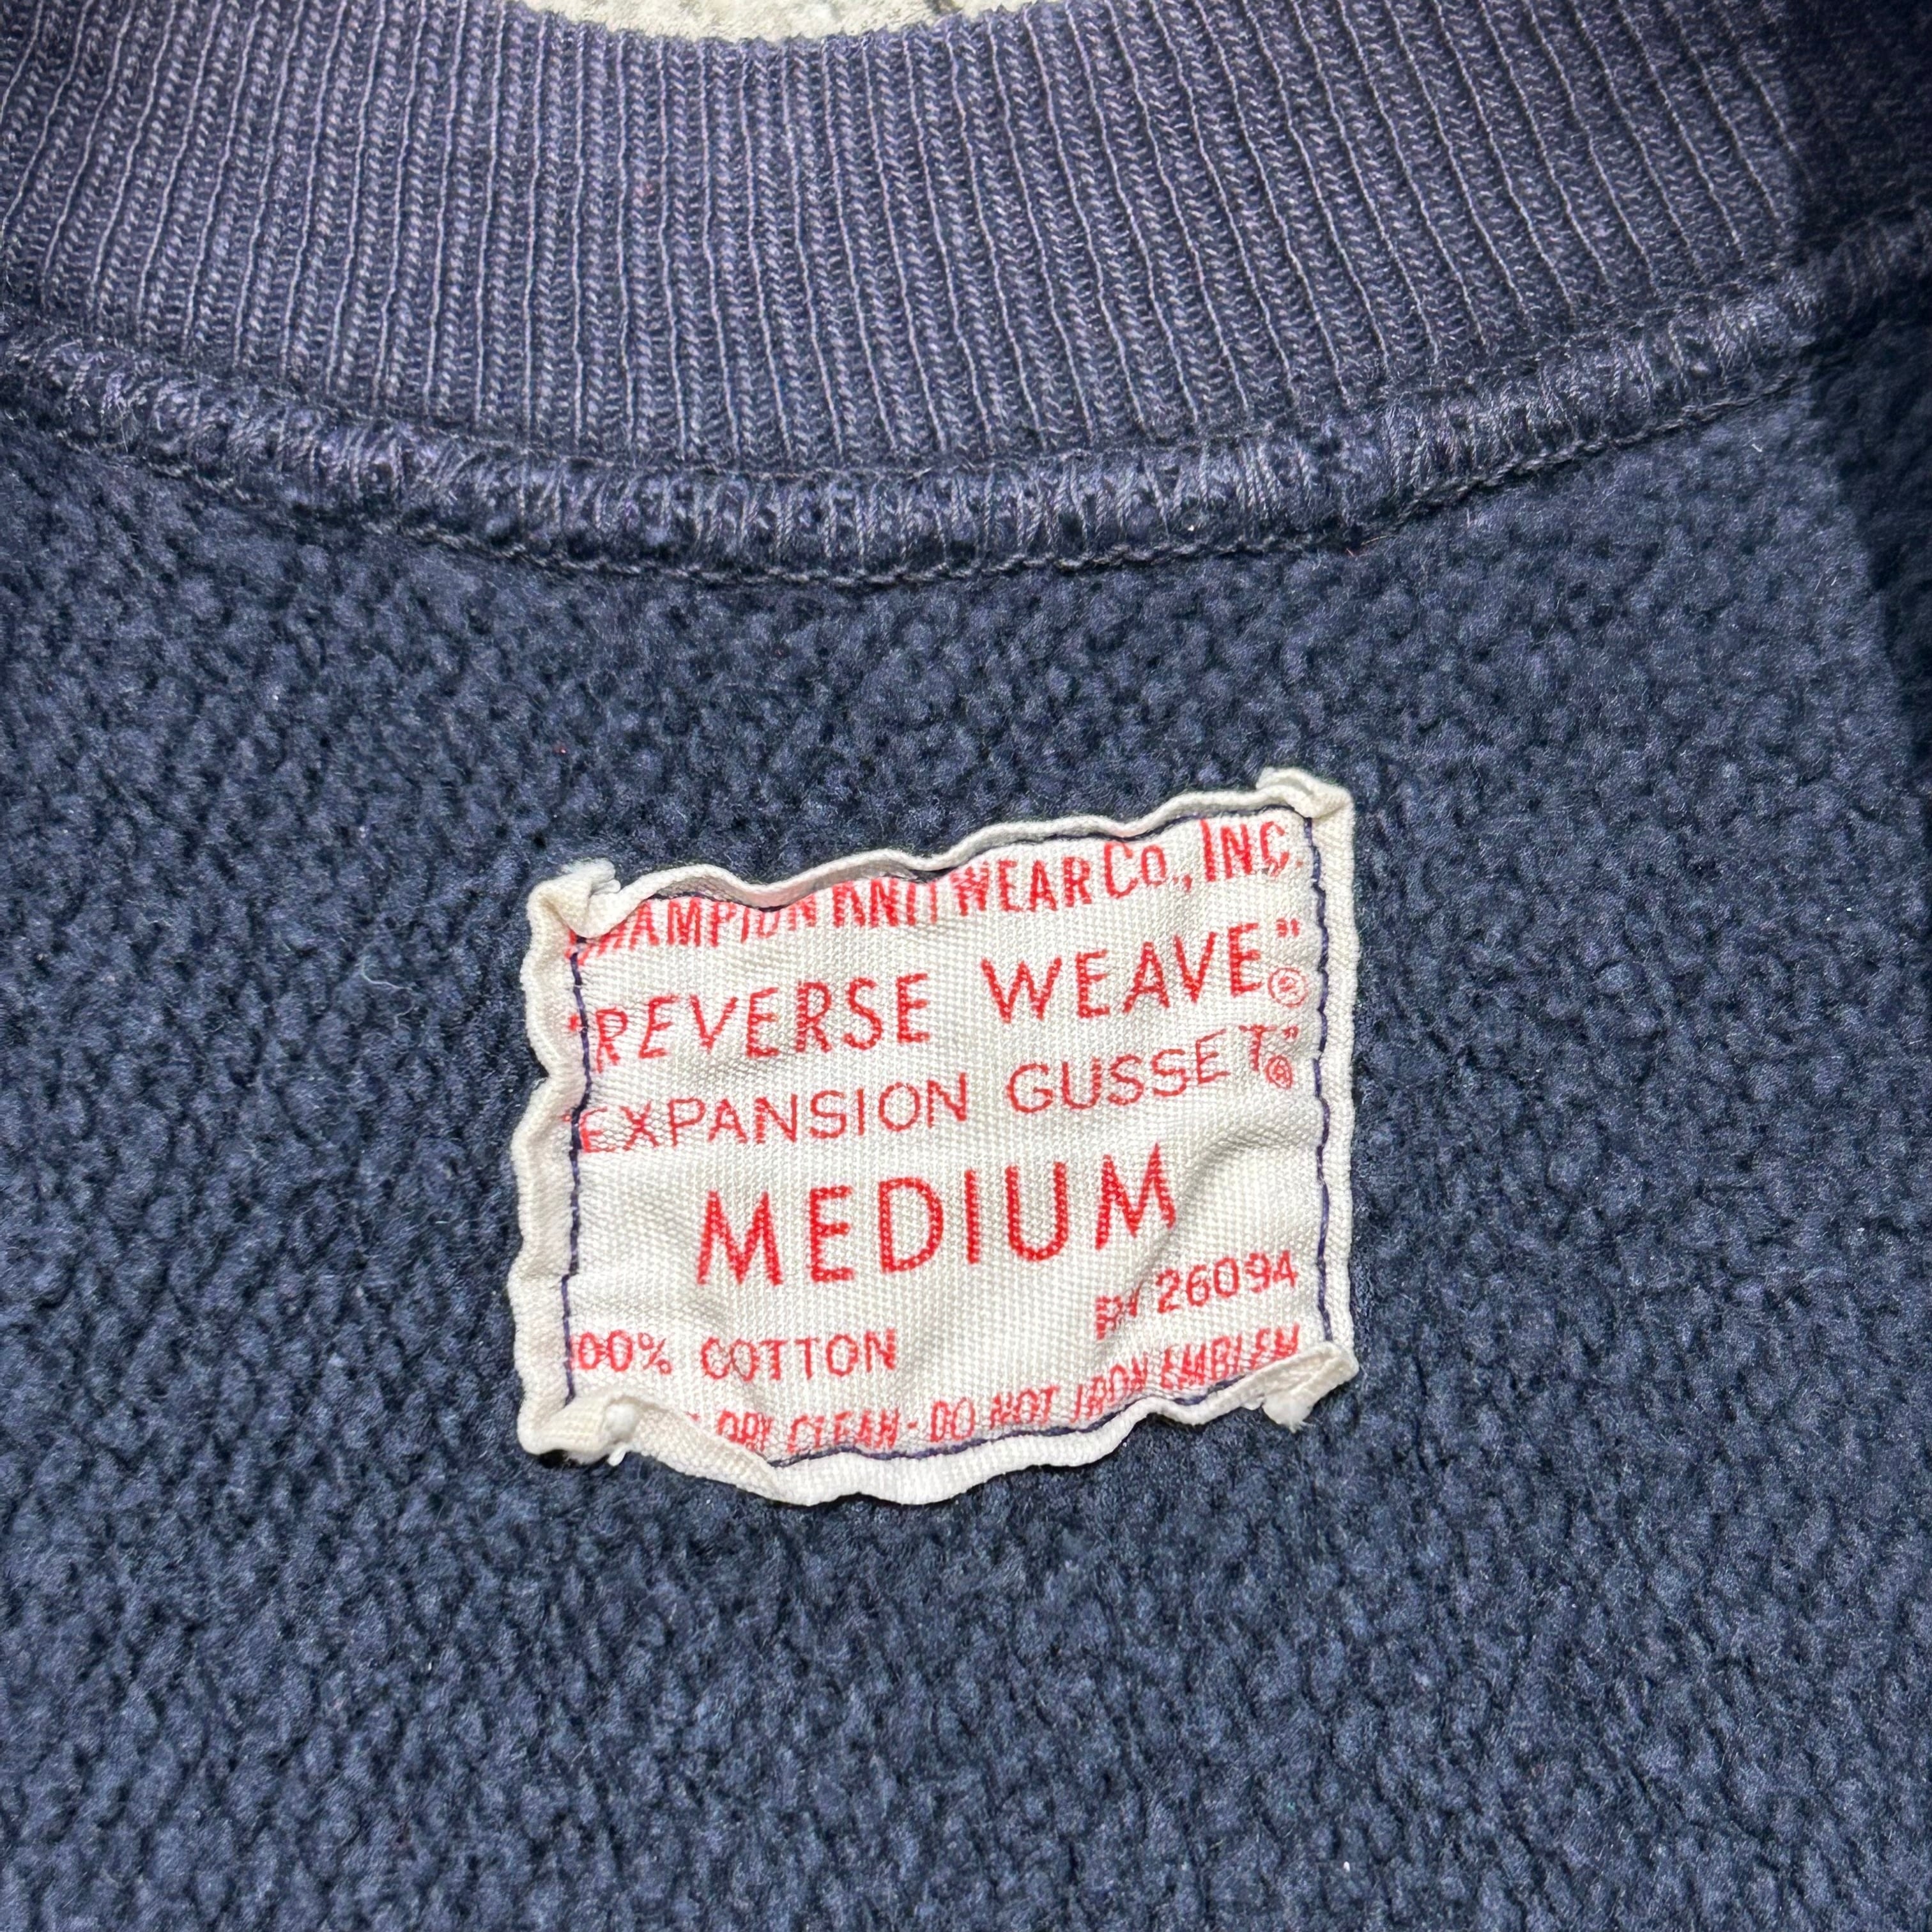 CHAMPION KNITWEAR CO., INC.
"REVERSE WEAVE"®
"EXPANSION GUSSET"®
MEDIUM
RN 26094
100% COTTON
DRY CLEAN - DO NOT IRON EMBLEM